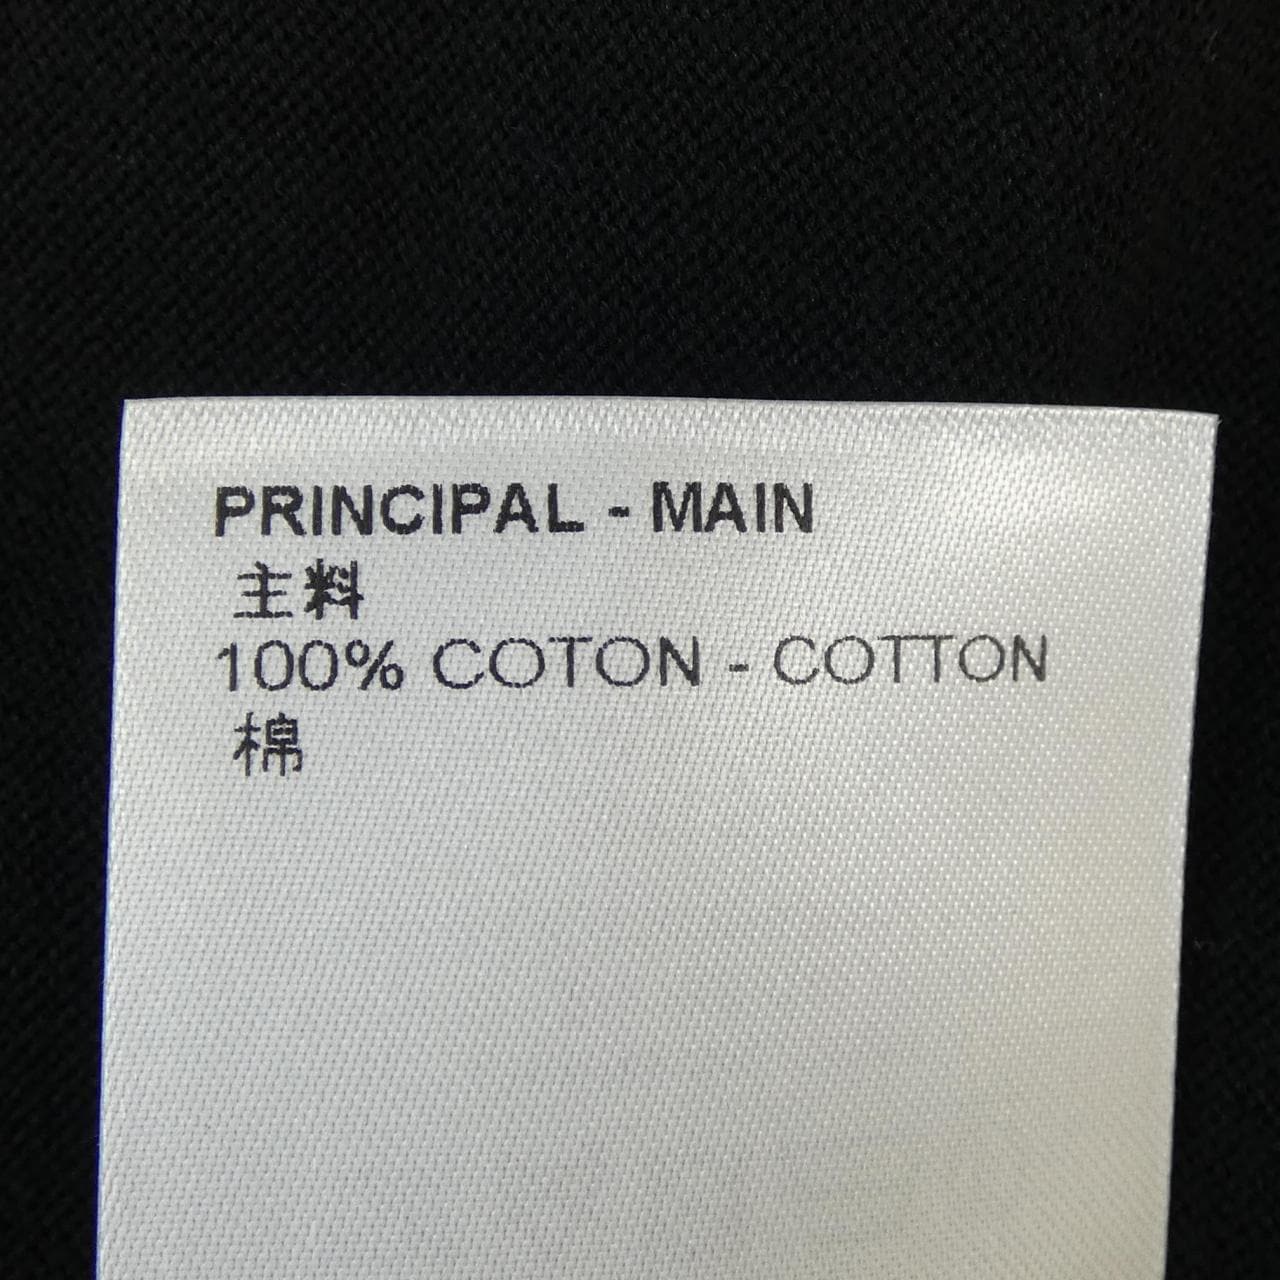 PRINCIPAL - MAIN
主料
100% COTON - COTTON
棉